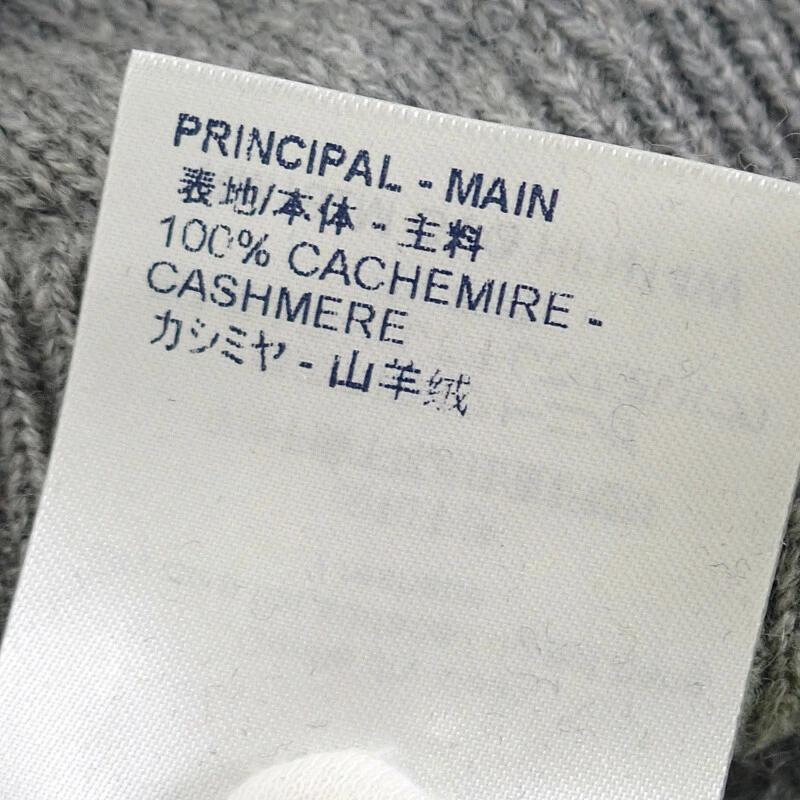 PRINCIPAL - MAIN
表地/本体 - 主料
100% CACHEMIRE -
CASHMERE
カシミヤ - 山羊绒